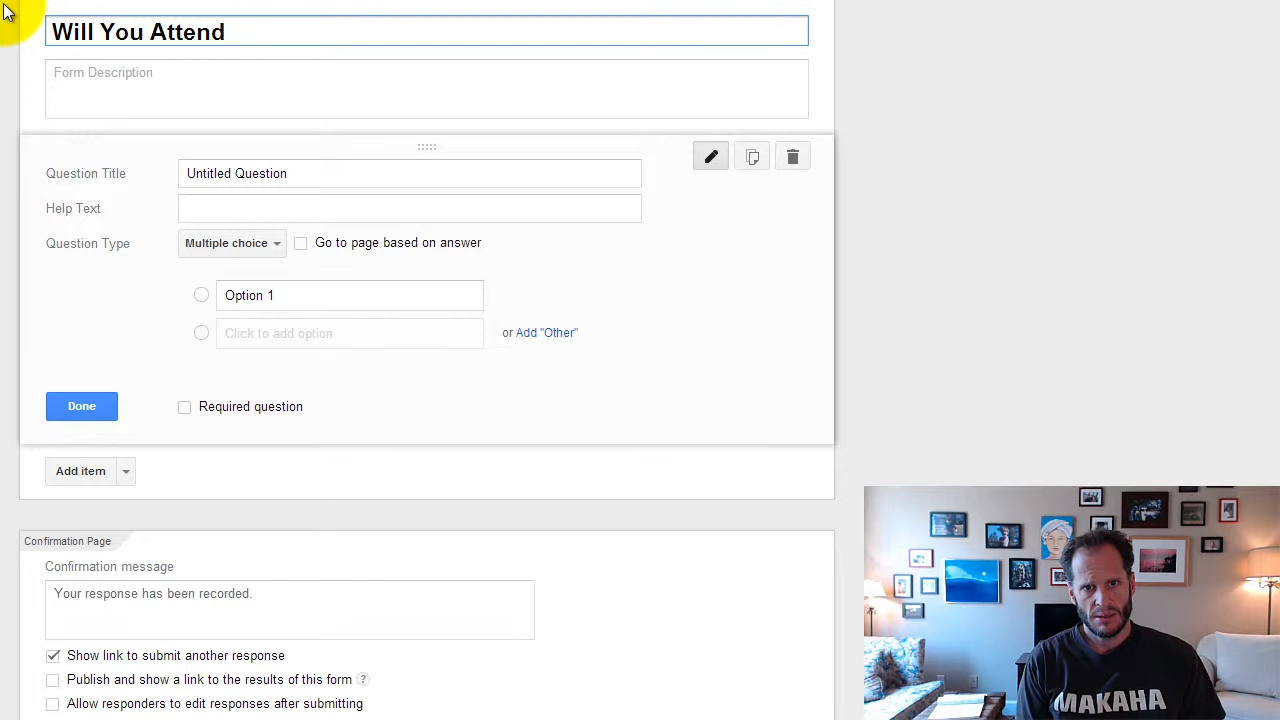 Will You Attend
Form Description
Question Title
Untitled Question
Help Text
Question Type
Multiple choice
Go to page based on answer
Option 1
Click to add option
or Add "Other"
Done
Required question
Add item
Confirmation Page
Confirmation message
Your response has been recorded.
Show link to submit another response
Publish and show a link to the results of this form ?
Allow responders to edit responses after submitting
MAKAHA